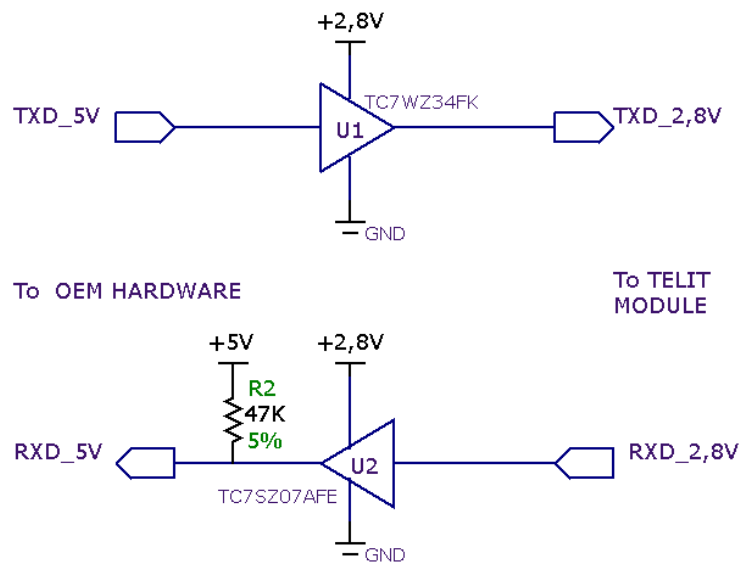 +2,8V
TC7WZ34FK
TXD_5V
U1
TXD_2,8V
GND
To OEM HARDWARE
To TELIT
MODULE
+5V
+2,8V
R2
47K
5%
RXD_5V
U2
RXD_2,8V
TC7SZ07AFE
GND